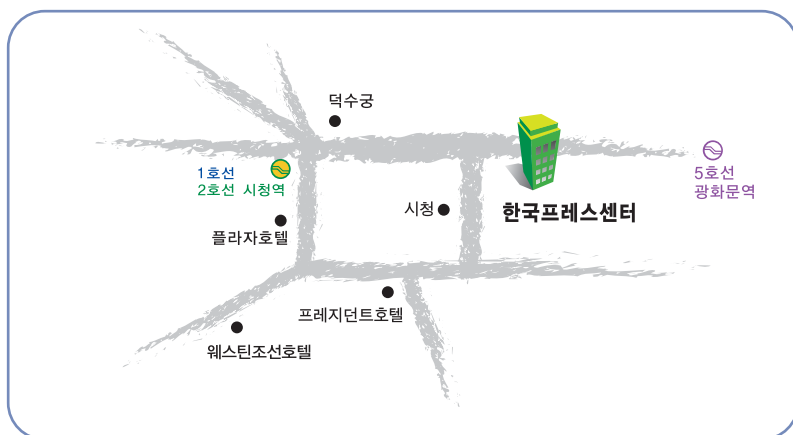 덕수궁
1호선
2호선 시청역
5호선
광화문역
시청
한국프레스센터
플라자호텔
프레지던트호텔
웨스틴조선호텔